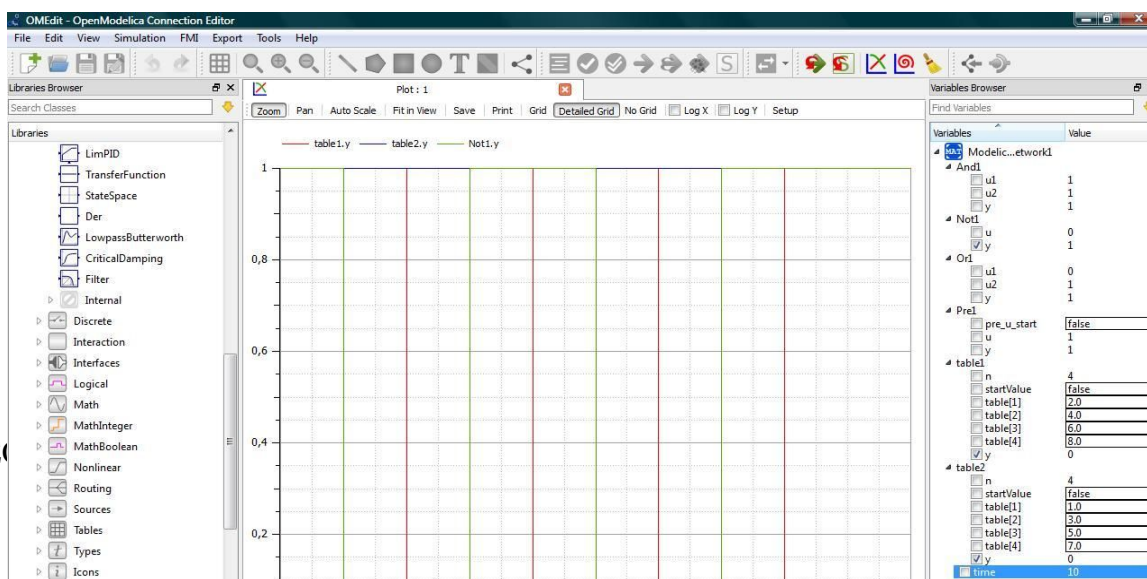 OMEdit - OpenModelica Connection Editor
File Edit View Simulation FMI Export Tools Help
Libraries Browser
Search Classes
Libraries
LimPID
TransferFunction
StateSpace
Der
LowpassButterworth
CriticalDamping
Filter
Internal
Discrete
Interaction
Interfaces
Logical
Math
MathInteger
MathBoolean
Nonlinear
Routing
Sources
Tables
Types
Icons
Plot : 1
Zoom Pan Auto Scale Fit in View Save Print Grid Detailed Grid No Grid Log X Log Y Setup
table1.y table2.y Not1.y
1
0,8
0,6
0,4
0,2
Variables Browser
Find Variables
Variables Value
MAT Modelic...etwork1
And1
u1 1
u2 1
y 1
Not1
u 0
y 1
Or1
u1 0
u2 1
y 1
Pre1
pre_u_start false
u 1
y 1
table1
n 4
startValue false
table[1] 2.0
table[2] 4.0
table[3] 6.0
table[4] 8.0
y 0
table2
n 4
startValue false
table[1] 1.0
table[2] 3.0
table[3] 5.0
table[4] 7.0
y 0
time 10